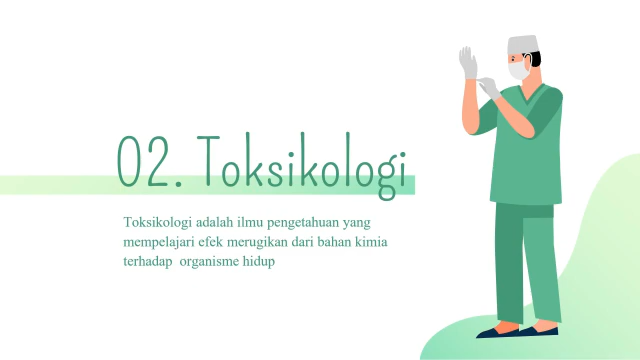 02. Toksikologi
Toksikologi adalah ilmu pengetahuan yang
mempelajari efek merugikan dari bahan kimia
terhadap  organisme hidup